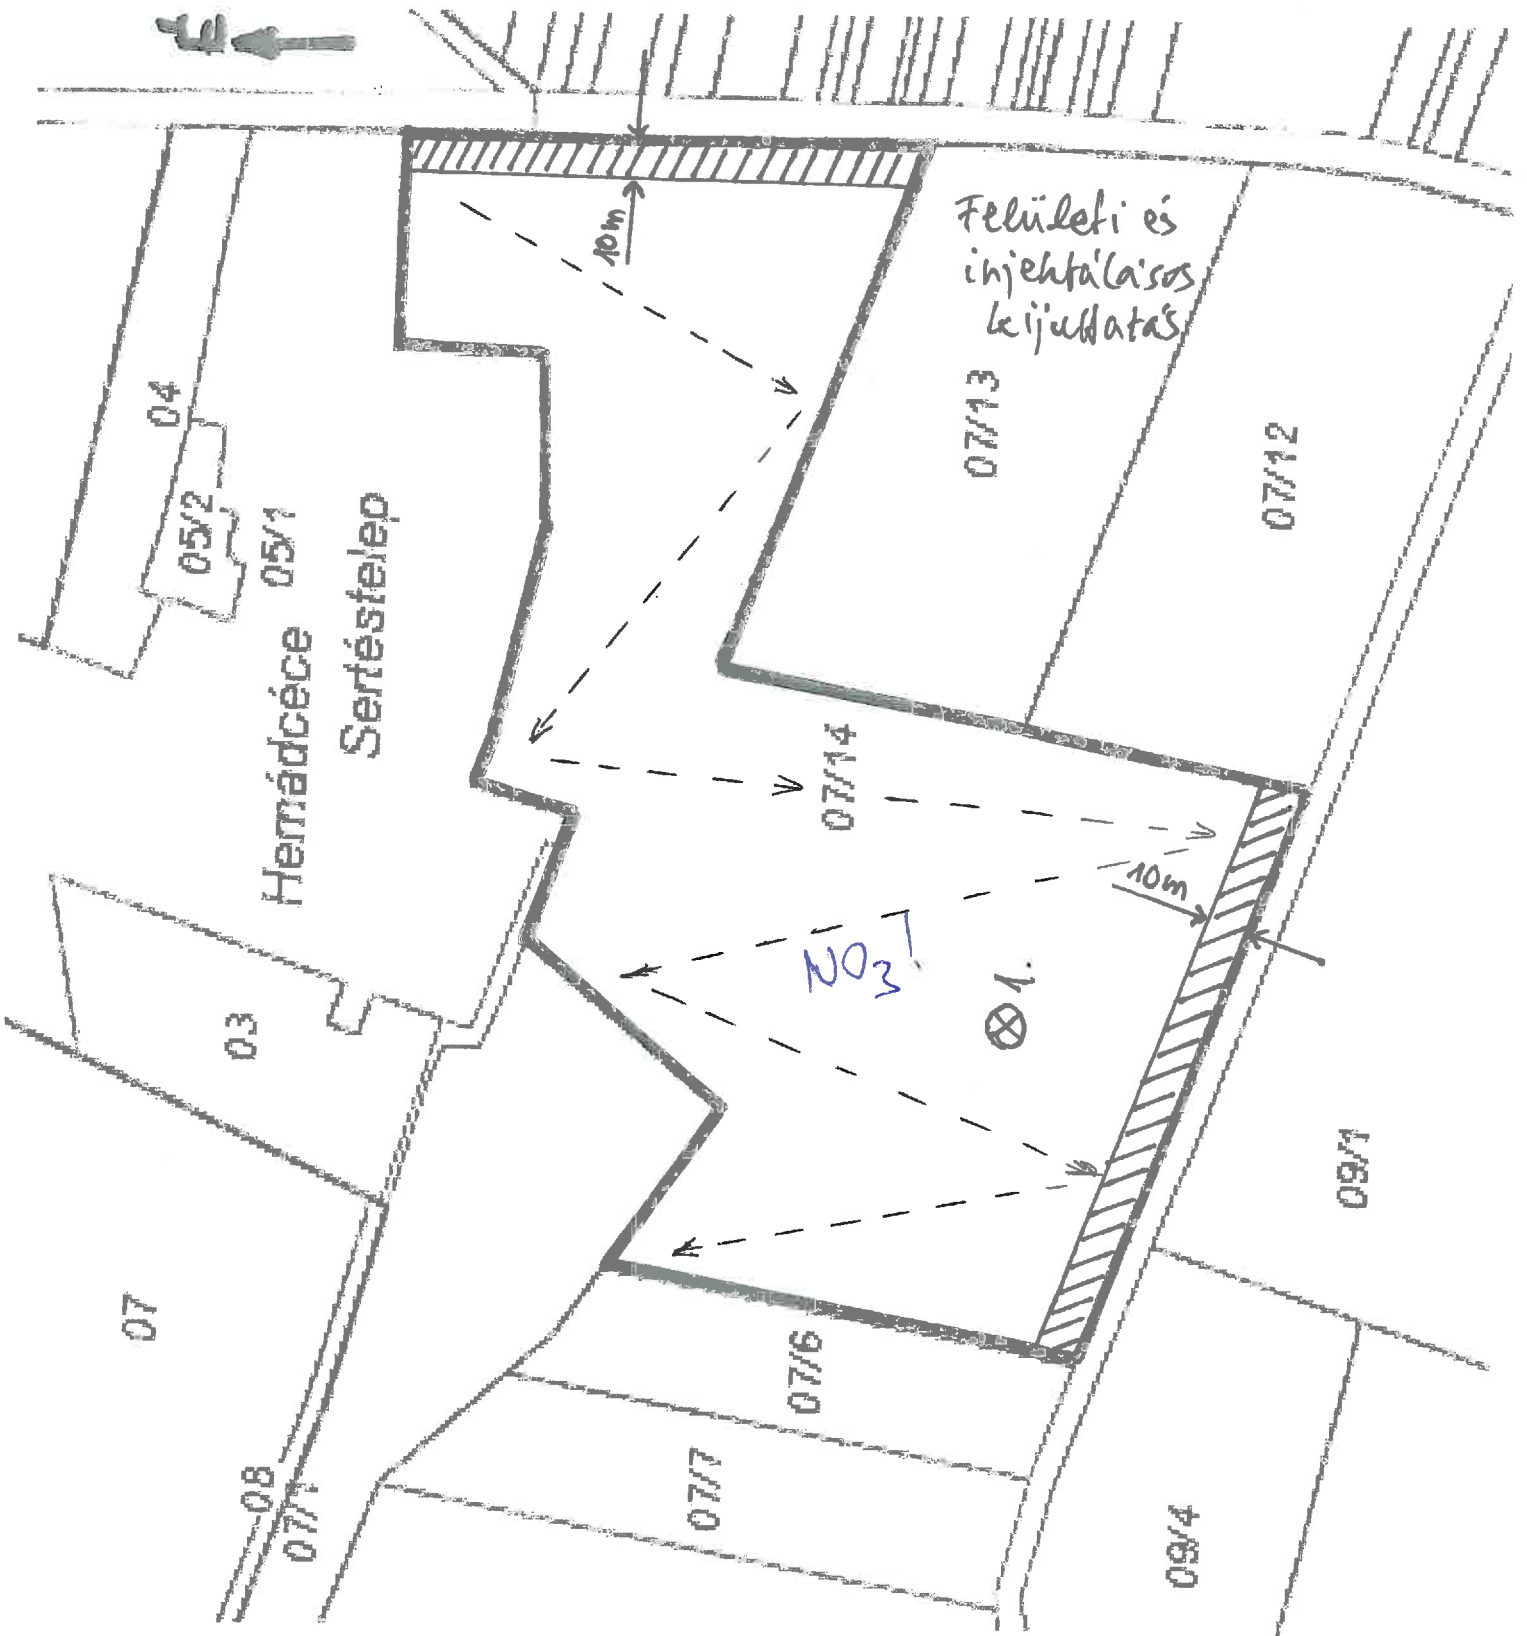 É
10m
Felületi és
injektálásos
kijuttatás
04
05/2
05/1
Hernádcéce
Sertéstelep
07/13
07/12
07/14
10m
NO3!
1.
03
09/1
07
07/6
08
07/1
07/7
09/4